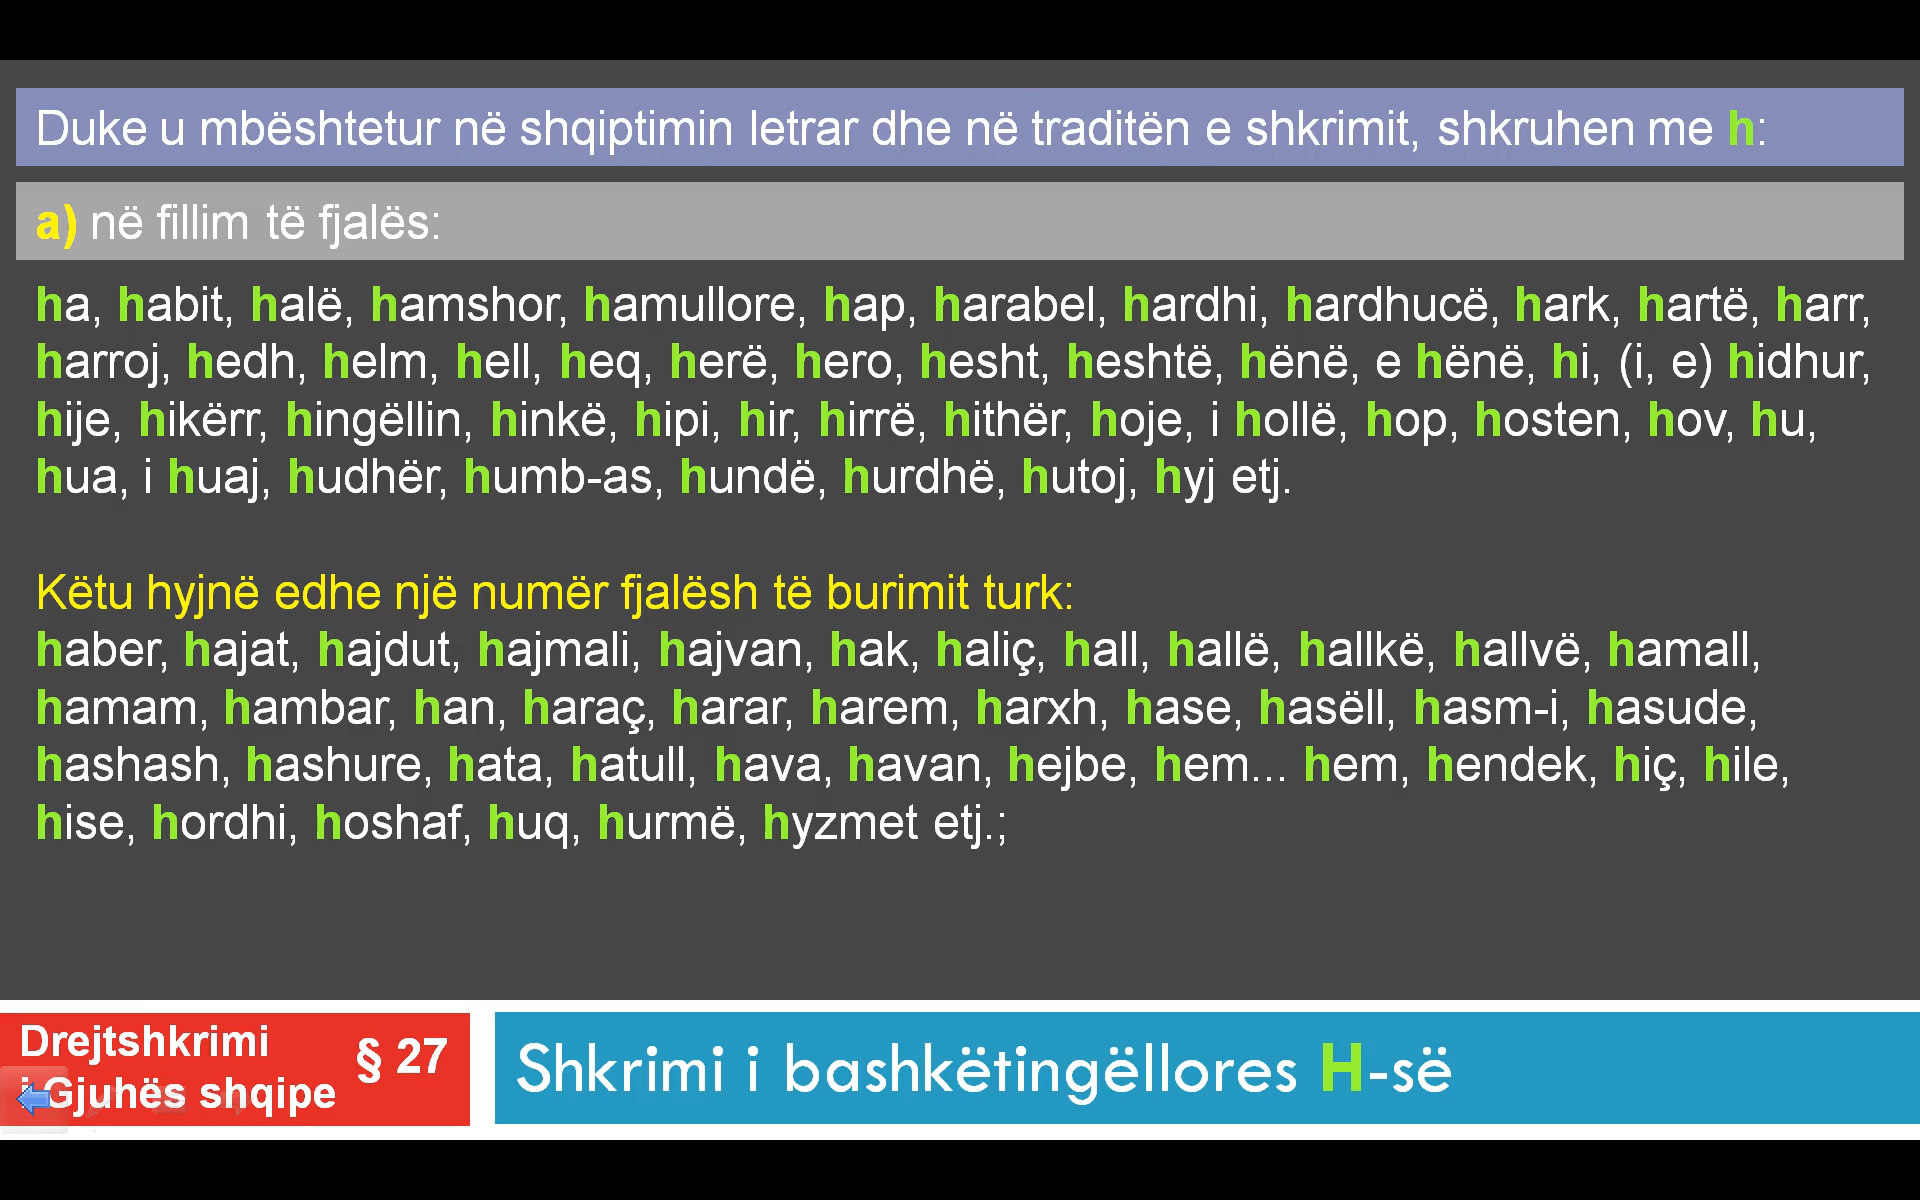 Duke u mbështetur në shqiptimin letrar dhe në traditën e shkrimit, shkruhen me h:
a) në fillim të fjalës:
ha, habit, halë, hamshor, hamullore, hap, harabel, hardhi, hardhucë, hark, hartë, harr,
harroj, hedh, helm, hell, heq, herë, hero, hesht, heshtë, hënë, e hënë, hi, (i, e) hidhur,
hije, hikërr, hingëllin, hinkë, hipi, hir, hirrë, hithër, hoje, i hollë, hop, hosten, hov, hu,
hua, i huaj, hudhër, humb-as, hundë, hurdhë, hutoj, hyj etj.
Këtu hyjnë edhe një numër fjalësh të burimit turk:
haber, hajat, hajdut, hajmali, hajvan, hak, haliç, hall, hallë, hallkë, hallvë, hamall,
hamam, hambar, han, haraç, harar, harem, harxh, hase, hasëll, hasm-i, hasude,
hashash, hashure, hata, hatull, hava, havan, hejbe, hem... hem, hendek, hiç, hile,
hise, hordhi, hoshaf, huq, hurmë, hyzmet etj.;
Drejtshkrimi
i Gjuhës shqipe
§ 27
Shkrimi i bashkëtingëllores H-së